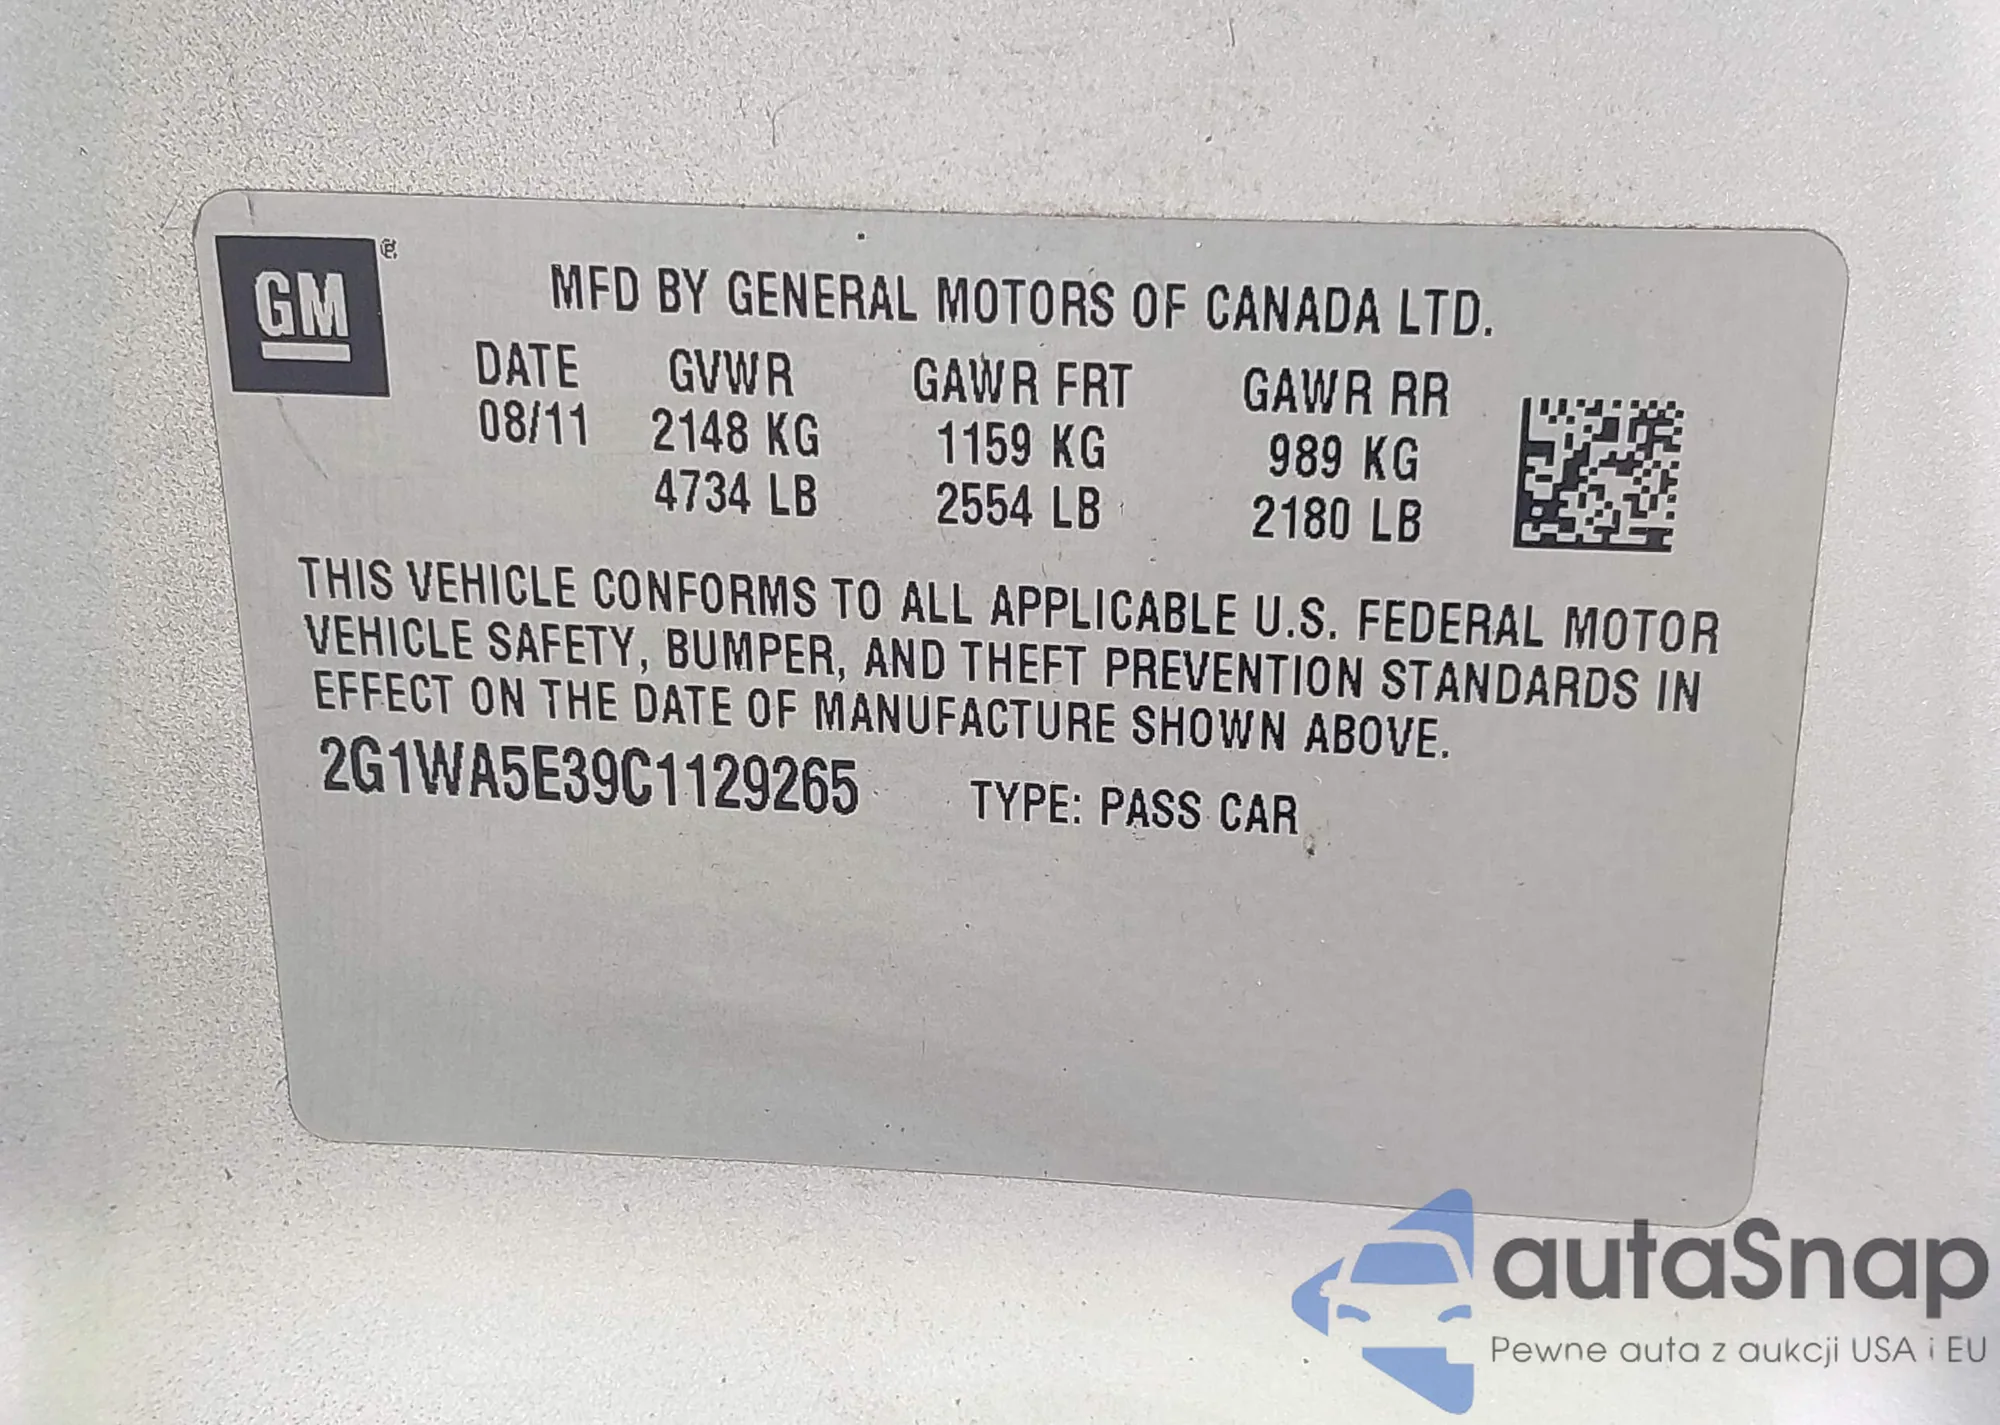 GM
MFD BY GENERAL MOTORS OF CANADA LTD.
DATE GVWR GAWR FRT GAWR RR
08/11 2148 KG 1159 KG 989 KG
4734 LB 2554 LB 2180 LB
THIS VEHICLE CONFORMS TO ALL APPLICABLE U.S. FEDERAL MOTOR
VEHICLE SAFETY, BUMPER, AND THEFT PREVENTION STANDARDS IN
EFFECT ON THE DATE OF MANUFACTURE SHOWN ABOVE.
2G1WA5E39C1129265 TYPE: PASS CAR
autaSnap
Pewne auta z aukcji USA i EU